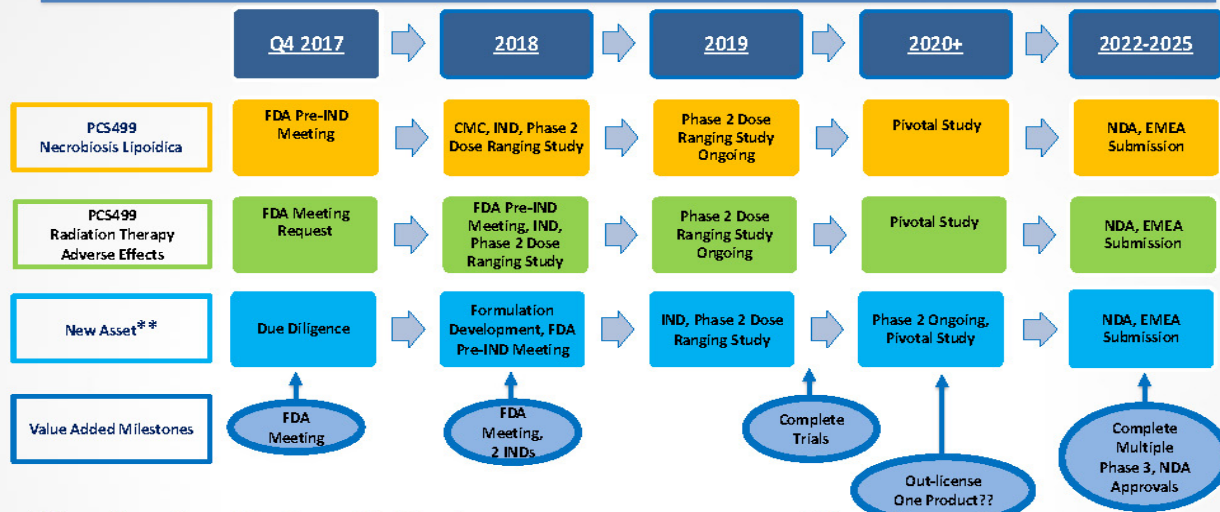 Q4 2017
2018
2019
2020+
2022-2025
PCS499
Necrobiosis Lipoidica
FDA Pre-IND
Meeting
CMC, IND, Phase 2
Dose Ranging Study
Phase 2 Dose
Ranging Study
Ongoing
Pivotal Study
NDA, EMEA
Submission
PCS499
Radiation Therapy
Adverse Effects
FDA Meeting
Request
FDA Pre-IND
Meeting, IND,
Phase 2 Dose
Ranging Study
Phase 2 Dose
Ranging Study
Ongoing
Pivotal Study
NDA, EMEA
Submission
New Asset**
Due Diligence
Formulation
Development, FDA
Pre-IND Meeting
IND, Phase 2 Dose
Ranging Study
Phase 2 Ongoing,
Pivotal Study
NDA, EMEA
Submission
Value Added Milestones
FDA
Meeting
FDA
Meeting,
2 INDs
Complete
Trials
Out-license
One Product??
Complete
Multiple
Phase 3, NDA
Approvals